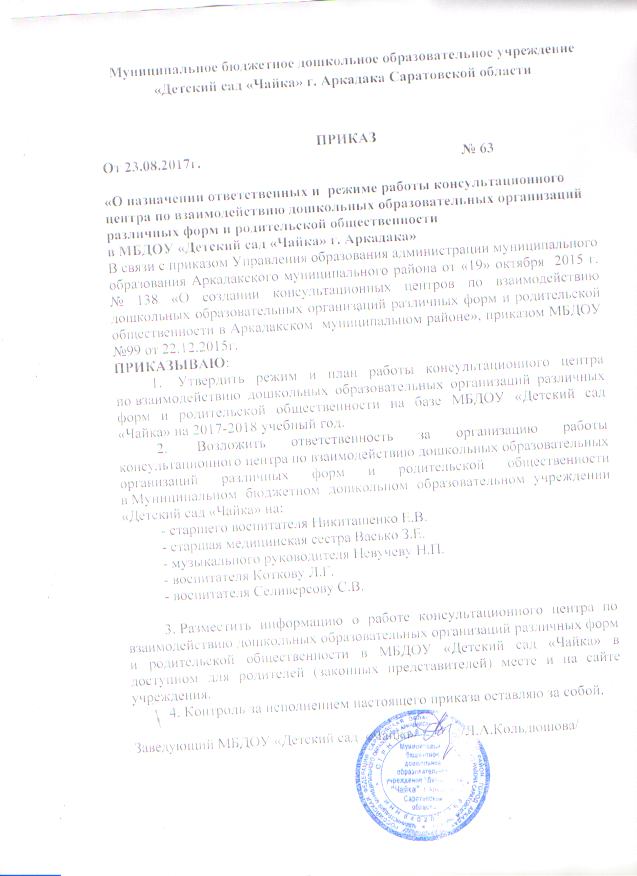 Муниципальное бюджетное дошкольное образовательное учреждение
«Детский сад «Чайка» г. Аркадака Саратовской области
ПРИКАЗ
№ 63
От 23.08.2017г.
«О назначении ответственных и режиме работы консультационного
центра по взаимодействию дошкольных образовательных организаций
различных форм и родительской общественности
в МБДОУ «Детский сад «Чайка» г. Аркадака»
В связи с приказом Управления образования администрации муниципального
образования Аркадакского муниципального района от «19» октября 2015 г.
№ 138 «О создании консультационных центров по взаимодействию
дошкольных образовательных организаций различных форм и родительской
общественности в Аркадакском муниципальном районе», приказом МБДОУ
№99 от 22.12.2015г.
ПРИКАЗЫВАЮ:
1. Утвердить режим и план работы консультационного центра
по взаимодействию дошкольных образовательных организаций различных
форм и родительской общественности на базе МБДОУ «Детский сад
«Чайка» на 2017-2018 учебный год.
2. Возложить ответственность за организацию работы
консультационного центра по взаимодействию дошкольных образовательных
организаций различных форм и родительской общественности
в Муниципальном бюджетном дошкольном образовательном учреждении
«Детский сад «Чайка» на:
- старшего воспитателя Никиташенко Е.В.
- старшая медицинская сестра Васько З.Е.
- музыкального руководителя Невучеву Н.П.
- воспитателя Коткову Л.Г.
- воспитателя Селиверсову С.В.
3. Разместить информацию о работе консультационного центра по
взаимодействию дошкольных образовательных организаций различных форм
и родительской общественности в МБДОУ «Детский сад «Чайка» в
доступном для родителей (законных представителей) месте и на сайте
учреждения.
4. Контроль за исполнением настоящего приказа оставляю за собой.
Заведующий МБДОУ «Детский сад
Муниципальное
бюджетное
дошкольное
образовательное
учреждение
"Чайка"
Саратовской
области